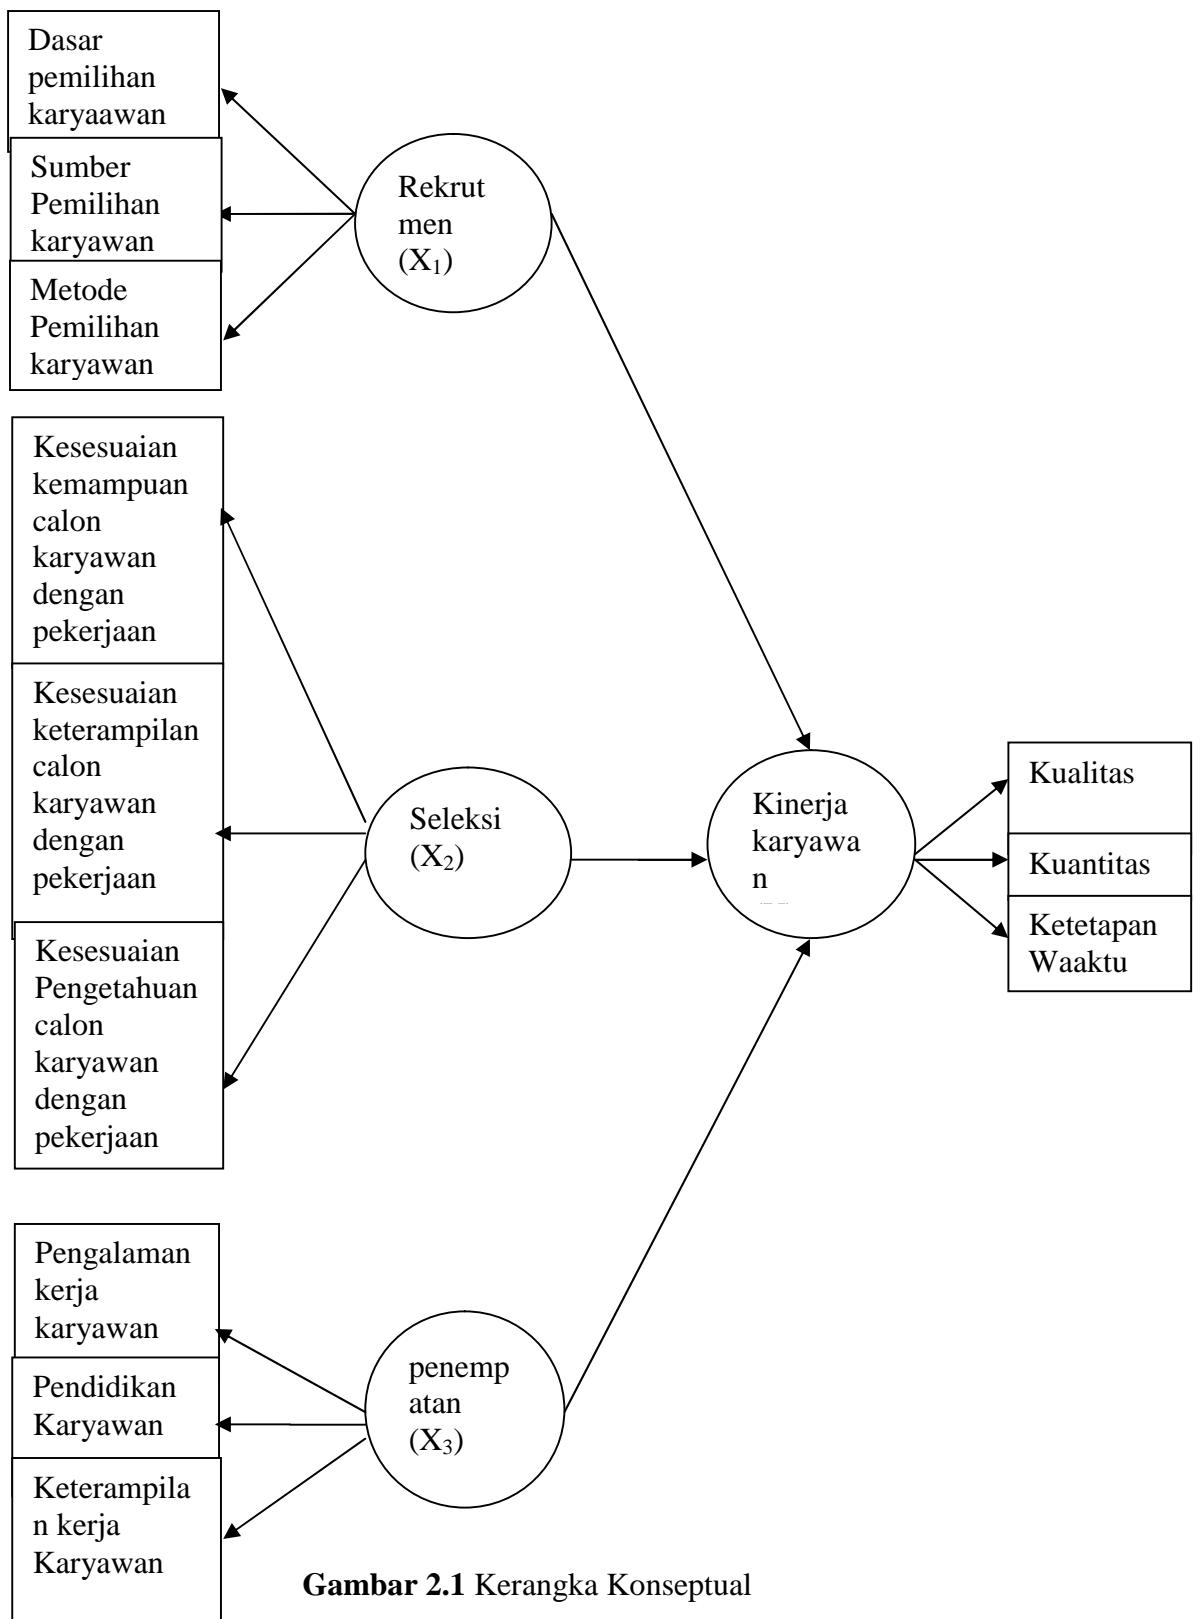 Dasar
pemilihan
karyaawan
Sumber
Pemilihan
karyawan
Metode
Pemilihan
karyawan
Rekrut
men
(X₁)
Kesesuaian
kemampuan
calon
karyawan
dengan
pekerjaan
Kesesuaian
keterampilan
calon
karyawan
dengan
pekerjaan
Kesesuaian
Pengetahuan
calon
karyawan
dengan
pekerjaan
Seleksi
(X₂)
Pengalaman
kerja
karyawan
Pendidikan
Karyawan
Keterampila
n kerja
Karyawan
penemp
atan
(X₃)
Kinerja
karyawa
n
Kualitas
Kuantitas
Ketetapan
Waaktu
Gambar 2.1 Kerangka Konseptual